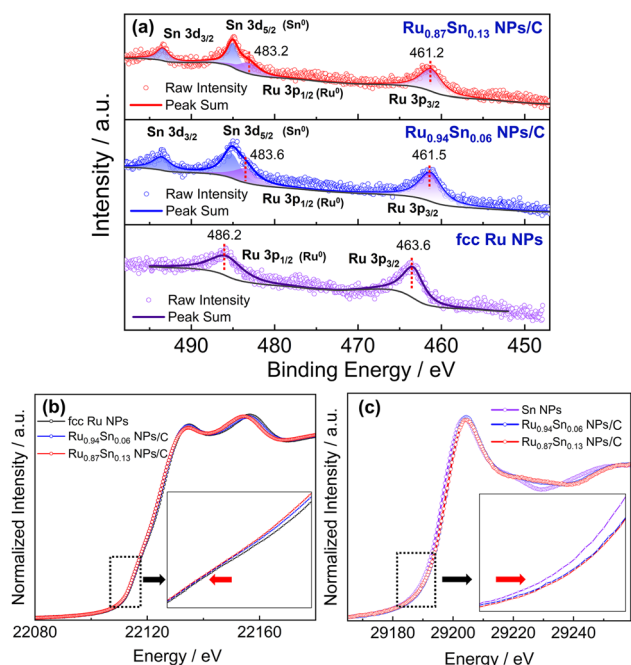 (a)
Sn 3d3/2 Sn 3d5/2 (Sn0) Ru0.87Sn0.13 NPs/C
483.2 461.2
Raw Intensity
Peak Sum
Ru 3p1/2 (Ru0) Ru 3p3/2
Sn 3d3/2 Sn 3d5/2 (Sn0) Ru0.94Sn0.06 NPs/C
483.6 461.5
Raw Intensity
Peak Sum
Ru 3p1/2 (Ru0) Ru 3p3/2
486.2 fcc Ru NPs
Ru 3p1/2 (Ru0) Ru 3p3/2 463.6
Raw Intensity
Peak Sum
Intensity / a.u.
490 480 470 460 450
Binding Energy / eV
(b)
fcc Ru NPs
Ru0.94Sn0.06 NPs/C
Ru0.87Sn0.13 NPs/C
Normalized Intensity / a.u.
22080 22120 22160
Energy / eV
(c)
Sn NPs
Ru0.94Sn0.06 NPs/C
Ru0.87Sn0.13 NPs/C
Normalized Intensity / a.u.
29170 29200 29230 29260
Energy / eV